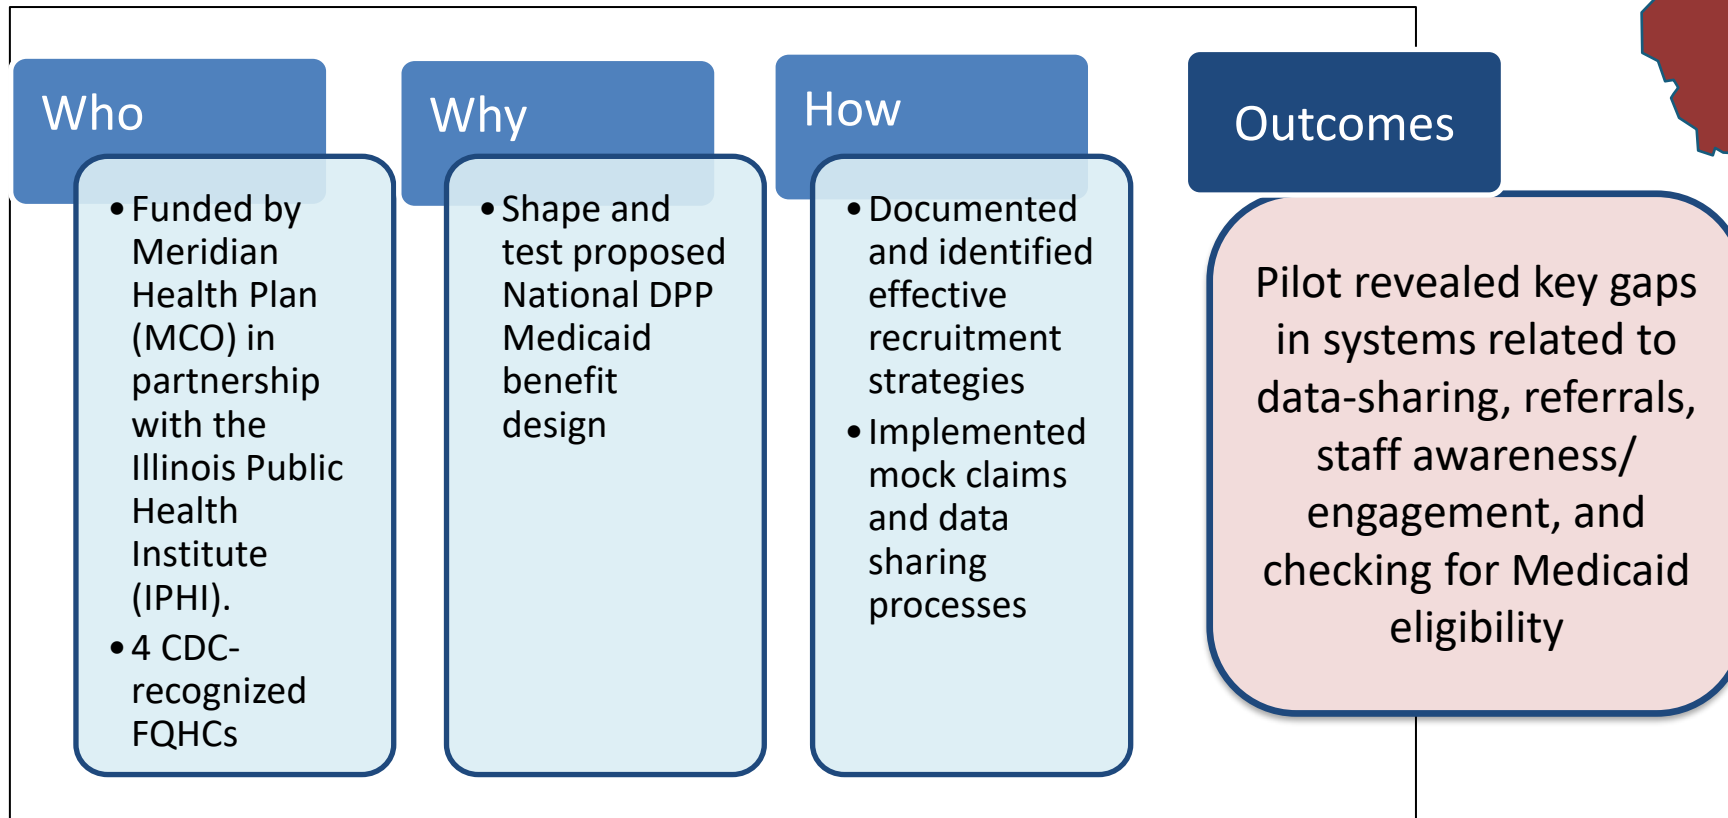 Who
• Funded by
Meridian
Health Plan
(MCO) in
partnership
with the
Illinois Public
Health
Institute
(IPHI).
• 4 CDC-
recognized
FQHCs
Why
• Shape and
test proposed
National DPP
Medicaid
benefit
design
How
• Documented
and identified
effective
recruitment
strategies
• Implemented
mock claims
and data
sharing
processes
Outcomes
Pilot revealed key gaps
in systems related to
data-sharing, referrals,
staff awareness/
engagement, and
checking for Medicaid
eligibility